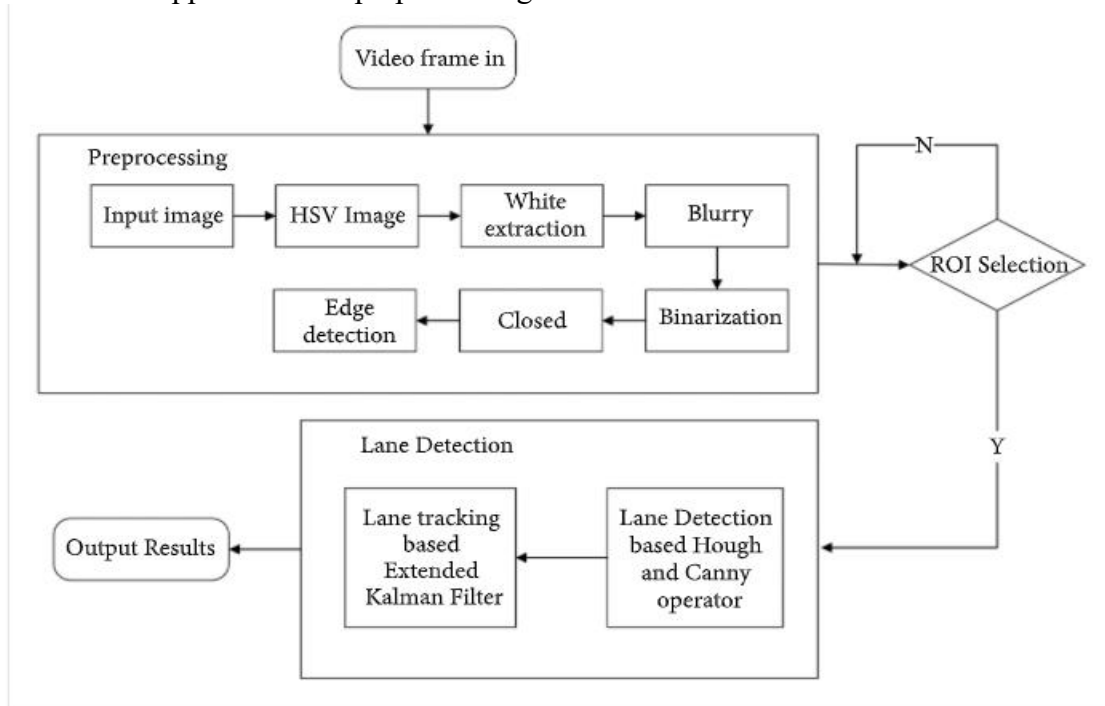 Video frame in
Preprocessing
Input image
HSV Image
White
extraction
Blurry
Binarization
Closed
Edge
detection
N
ROI Selection
Y
Lane Detection
Lane Detection
based Hough
and Canny
operator
Lane tracking
based
Extended
Kalman Filter
Output Results